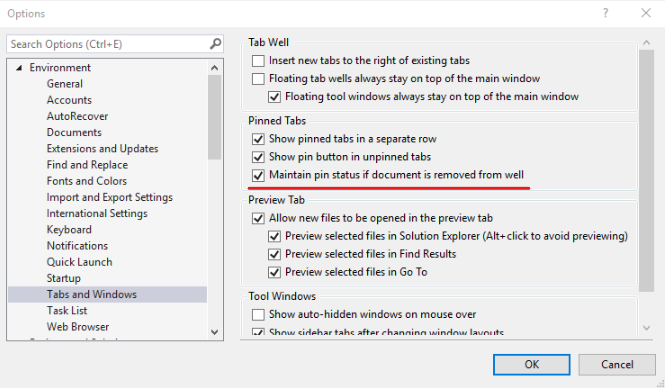 Options
? ✕
Search Options (Ctrl+E)
Environment
General
Accounts
AutoRecover
Documents
Extensions and Updates
Find and Replace
Fonts and Colors
Import and Export Settings
International Settings
Keyboard
Notifications
Quick Launch
Startup
Tabs and Windows
Task List
Web Browser
Tab Well
Insert new tabs to the right of existing tabs
Floating tab wells always stay on top of the main window
Floating tool windows always stay on top of the main window
Pinned Tabs
Show pinned tabs in a separate row
Show pin button in unpinned tabs
Maintain pin status if document is removed from well
Preview Tab
Allow new files to be opened in the preview tab
Preview selected files in Solution Explorer (Alt+click to avoid previewing)
Preview selected files in Find Results
Preview selected files in Go To
Tool Windows
Show auto-hidden windows on mouse over
Show sidebar tabs after changing window layouts
OK
Cancel